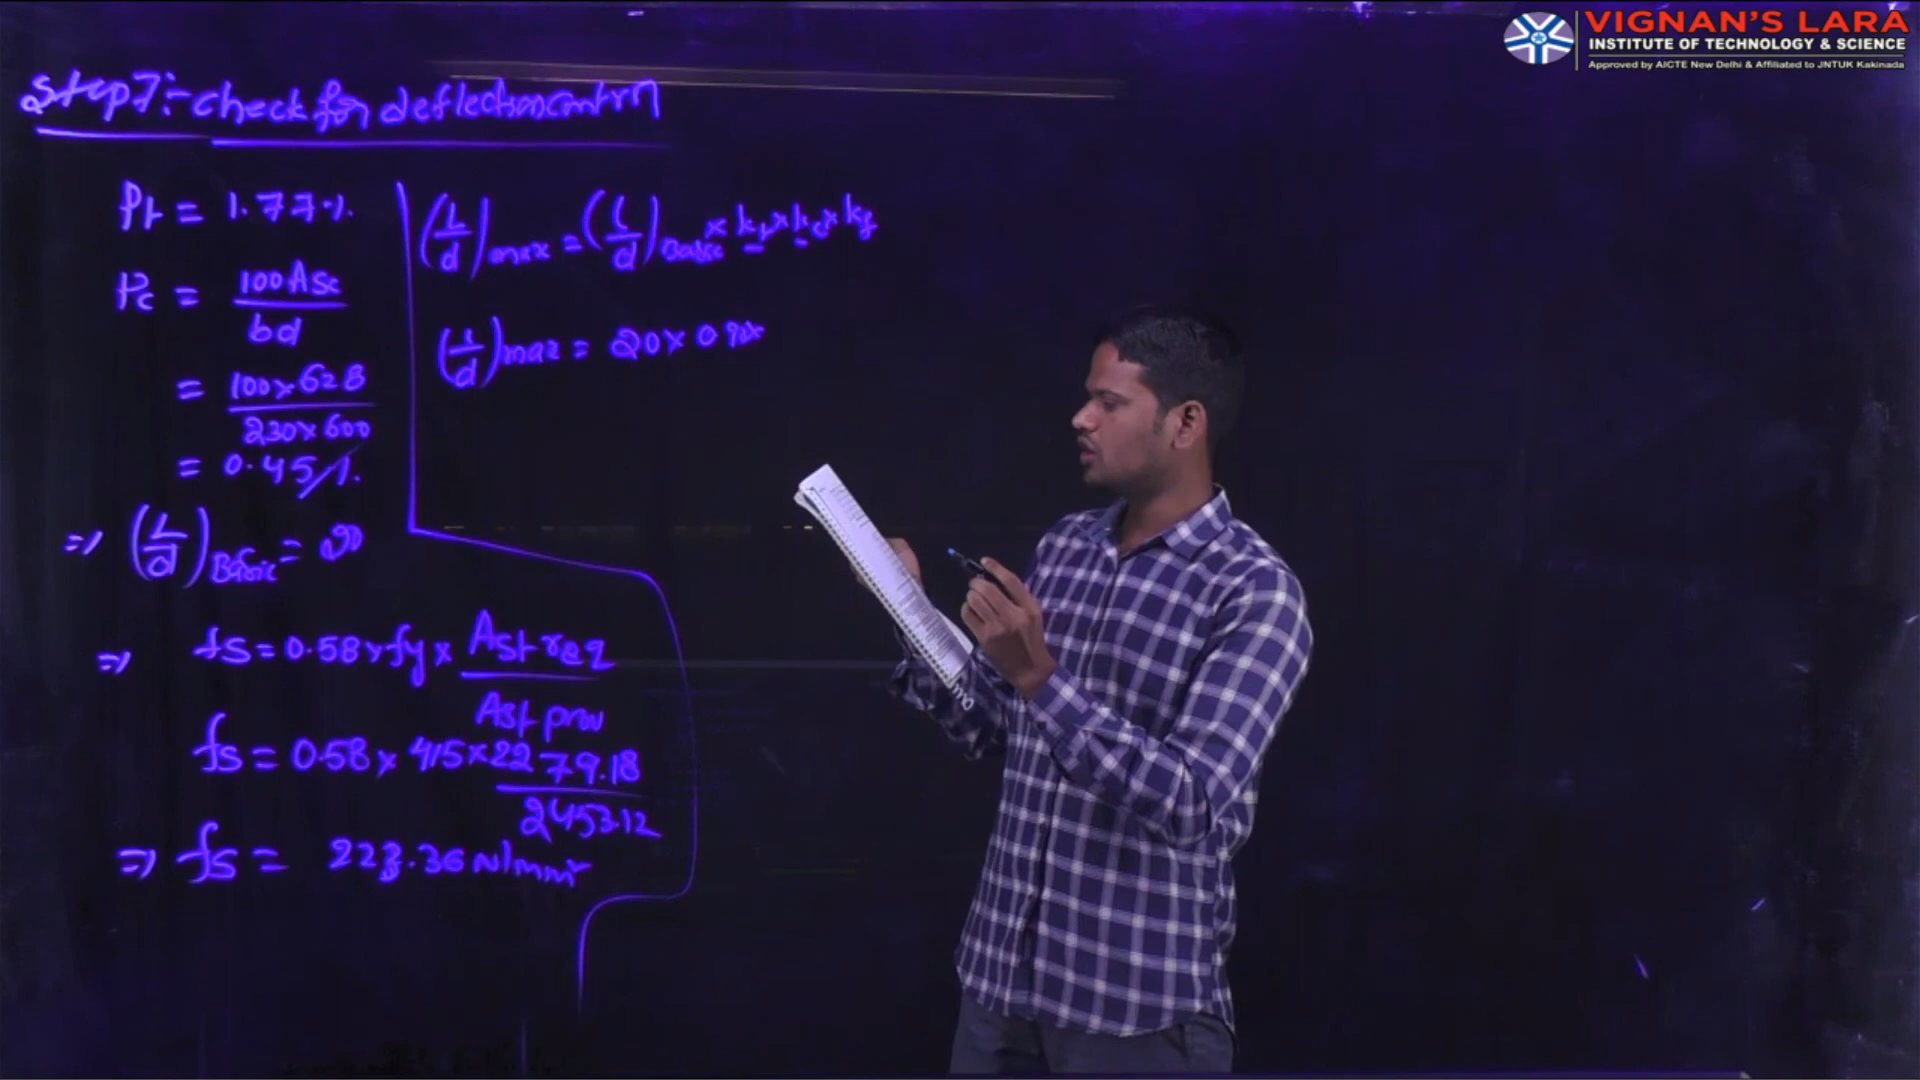 VIGNAN'S LARA
INSTITUTE OF TECHNOLOGY & SCIENCE
Approved by AICTE New Delhi & Affiliated to JNTUK Kakinada
Step7:- check for deflection control
Pt = 1.77%
Pc = 100Asc / bd
= 100×628 / 230×600
= 0.45%
=> (L/d)Basic = 20
=> fs = 0.58×fy× Ast req / Ast prov
fs = 0.58×415×2279.18 / 2453.12
=> fs = 223.36 N/mm²
(L/d)max = (L/d)Basic × kt × kc × kf
(L/d)max = 20×0.92×